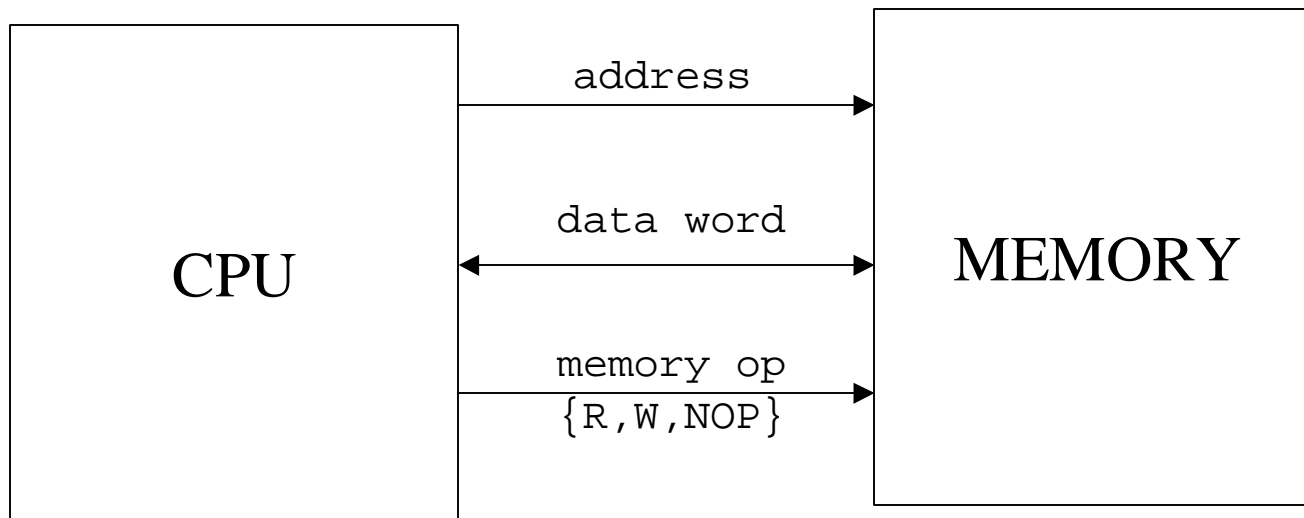 address
data word
CPU
MEMORY
memory op
{R,W,NOP}